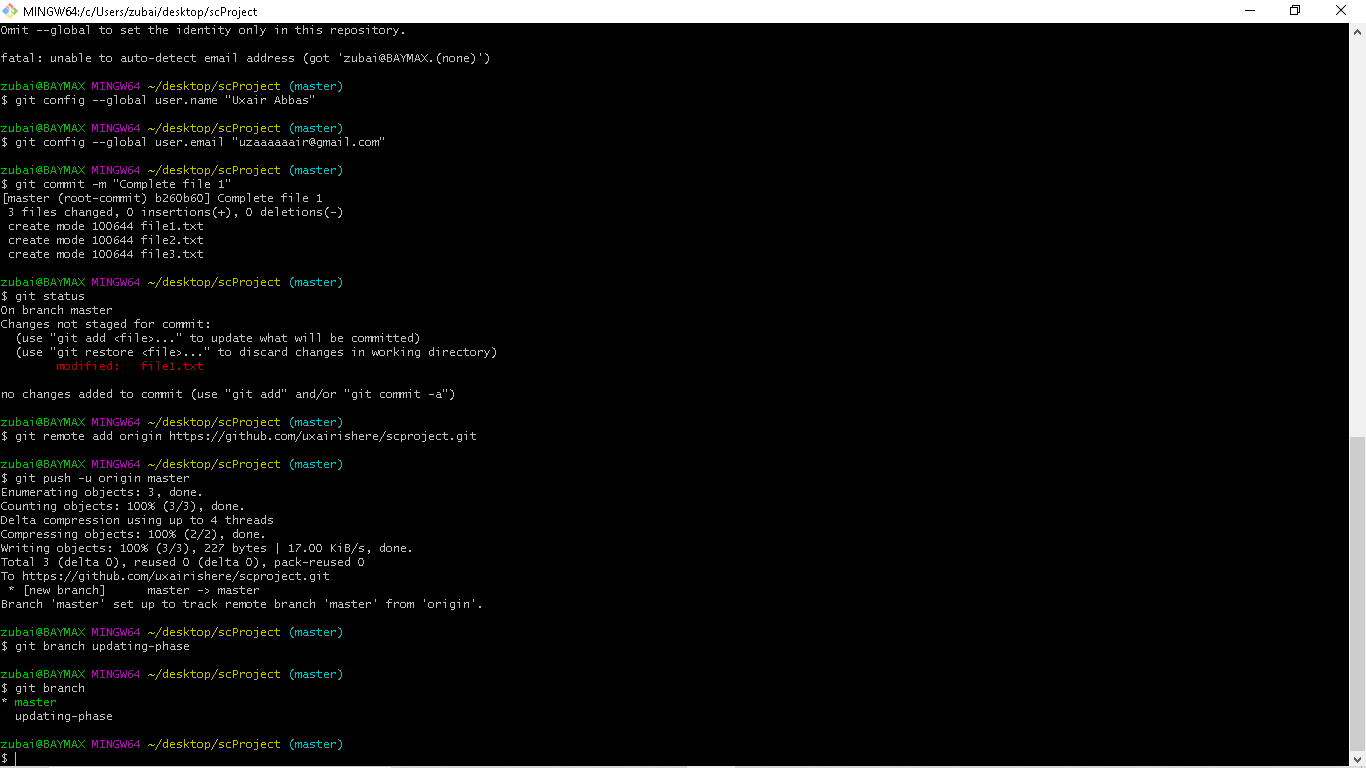 MINGW64:/c/Users/zubai/desktop/scProject
Omit --global to set the identity only in this repository.
fatal: unable to auto-detect email address (got 'zubai@BAYMAX.(none)')
zubai@BAYMAX MINGW64 ~/desktop/scProject (master)
$ git config --global user.name "Uxair Abbas"
zubai@BAYMAX MINGW64 ~/desktop/scProject (master)
$ git config --global user.email "uzaaaaaair@gmail.com"
zubai@BAYMAX MINGW64 ~/desktop/scProject (master)
$ git commit -m "Complete file 1"
[master (root-commit) b260b60] Complete file 1
 3 files changed, 0 insertions(+), 0 deletions(-)
 create mode 100644 file1.txt
 create mode 100644 file2.txt
 create mode 100644 file3.txt
zubai@BAYMAX MINGW64 ~/desktop/scProject (master)
$ git status
On branch master
Changes not staged for commit:
  (use "git add <file>..." to update what will be committed)
  (use "git restore <file>..." to discard changes in working directory)
        modified:   file1.txt
no changes added to commit (use "git add" and/or "git commit -a")
zubai@BAYMAX MINGW64 ~/desktop/scProject (master)
$ git remote add origin https://github.com/uxairishere/scproject.git
zubai@BAYMAX MINGW64 ~/desktop/scProject (master)
$ git push -u origin master
Enumerating objects: 3, done.
Counting objects: 100% (3/3), done.
Delta compression using up to 4 threads
Compressing objects: 100% (2/2), done.
Writing objects: 100% (3/3), 227 bytes | 17.00 KiB/s, done.
Total 3 (delta 0), reused 0 (delta 0), pack-reused 0
To https://github.com/uxairishere/scproject.git
 * [new branch]      master -> master
Branch 'master' set up to track remote branch 'master' from 'origin'.
zubai@BAYMAX MINGW64 ~/desktop/scProject (master)
$ git branch updating-phase
zubai@BAYMAX MINGW64 ~/desktop/scProject (master)
$ git branch
* master
  updating-phase
zubai@BAYMAX MINGW64 ~/desktop/scProject (master)
$